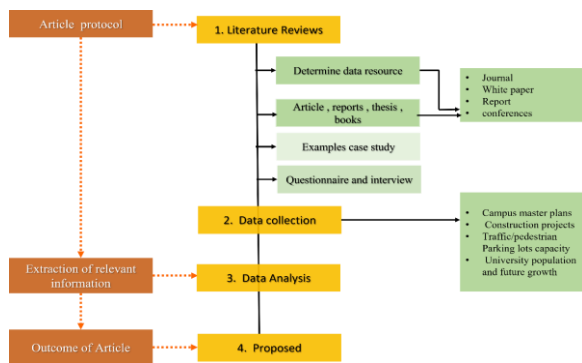 Article protocol
1. Literature Reviews
Determine data resource
Article , reports , thesis ,
books
Examples case study
Questionnaire and interview
• Journal
• White paper
• Report
• conferences
2. Data collection
• Campus master plans
• Construction projects
• Traffic/pedestrian
Parking lots capacity
• University population
and future growth
Extraction of relevant
information
3. Data Analysis
Outcome of Article
4. Proposed